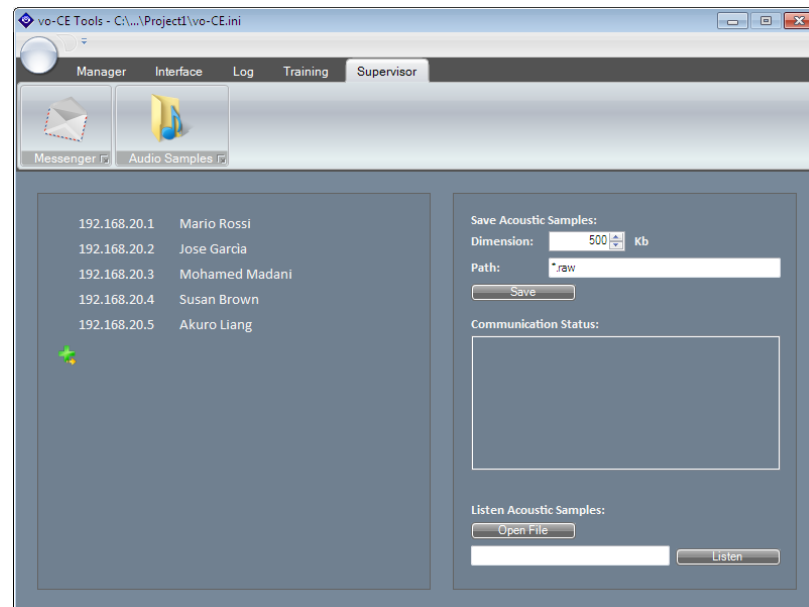 vo-CE Tools - C:\...\Project1\vo-CE.ini
Manager Interface Log Training Supervisor
Messenger Audio Samples
192.168.20.1 Mario Rossi
192.168.20.2 Jose Garcia
192.168.20.3 Mohamed Madani
192.168.20.4 Susan Brown
192.168.20.5 Akuro Liang
Save Acoustic Samples:
Dimension: 500 Kb
Path: *.raw
Save
Communication Status:
Listen Acoustic Samples:
Open File
Listen